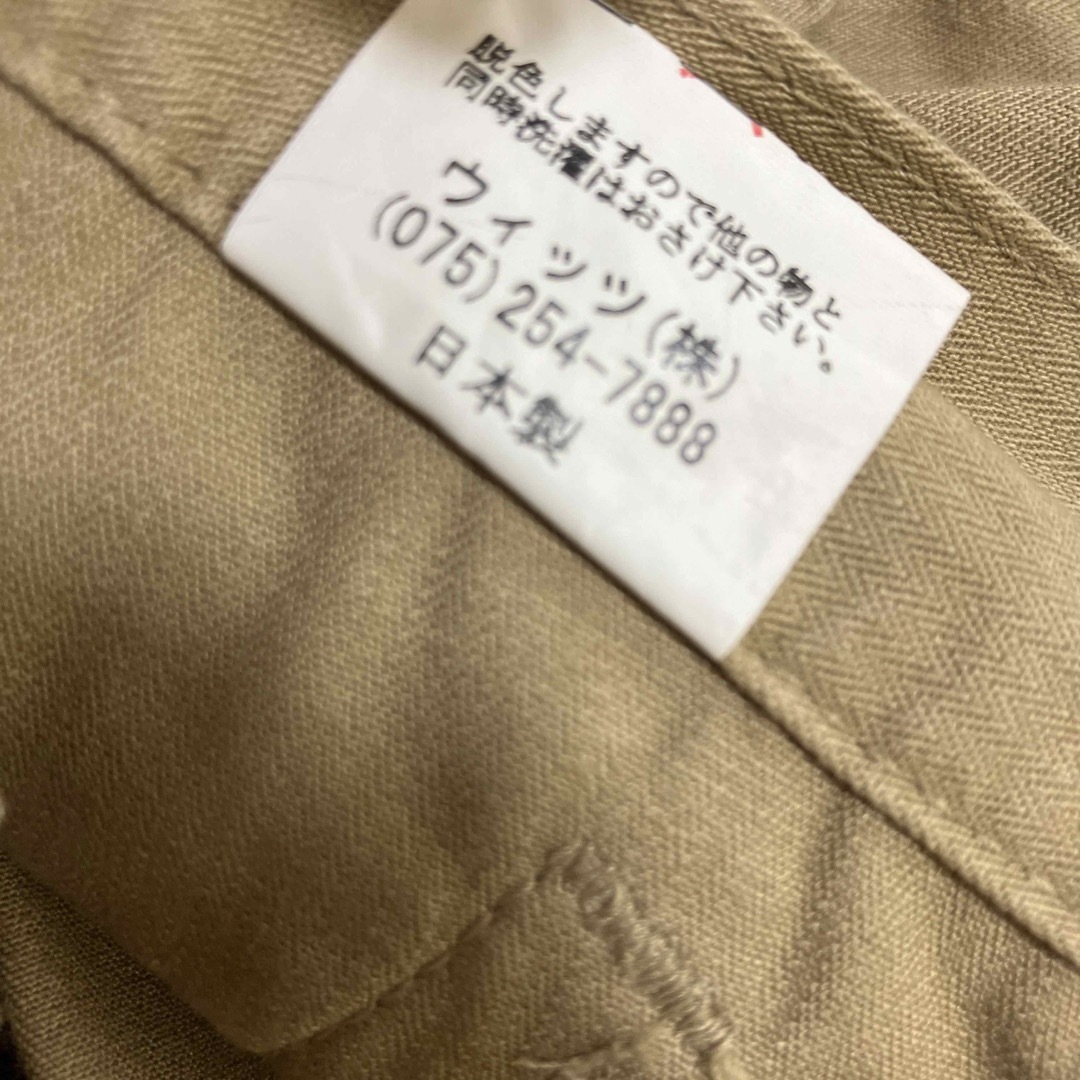 脱色しますので他の物と、
同時洗濯はおさけ下さい。
ウィッツ(株)
(075)254-7888
日本製